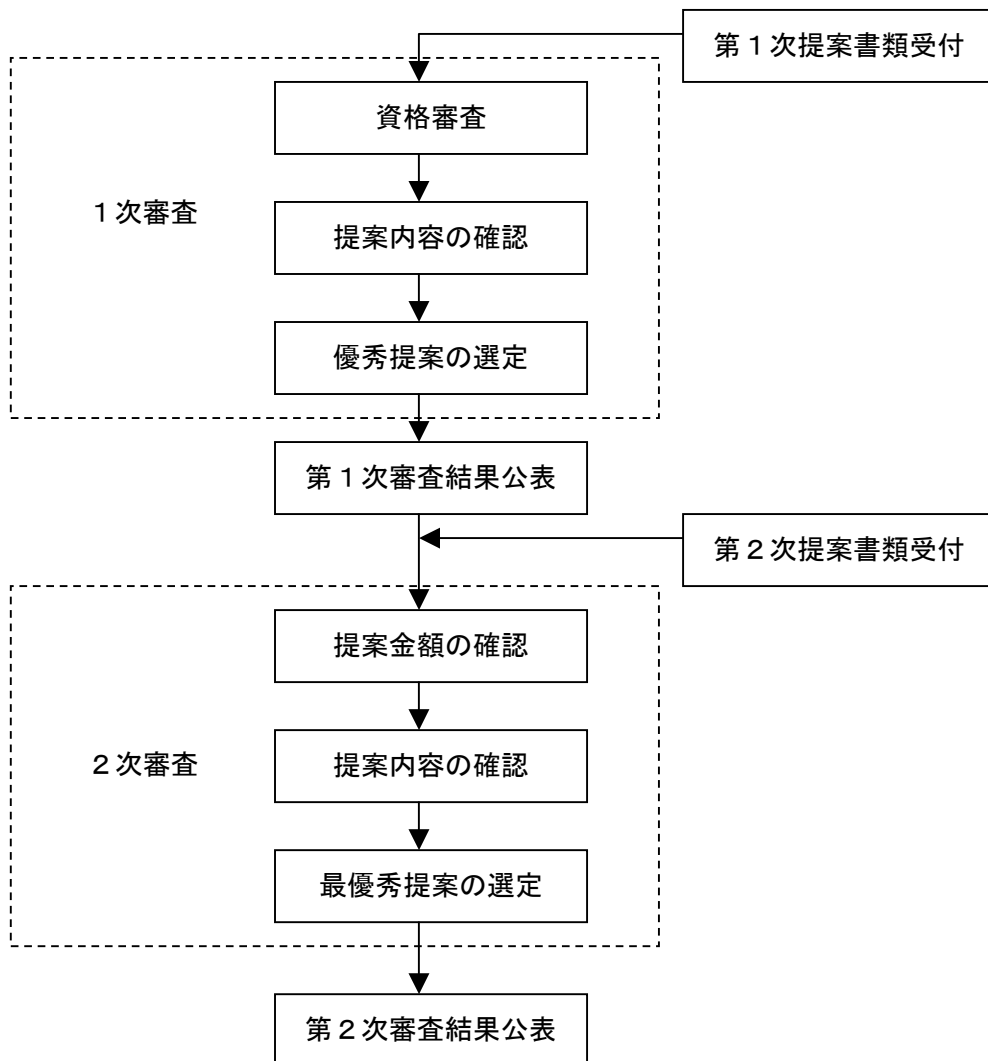 第１次提案書類受付
資格審査
１次審査
提案内容の確認
優秀提案の選定
第１次審査結果公表
第２次提案書類受付
提案金額の確認
２次審査
提案内容の確認
最優秀提案の選定
第２次審査結果公表